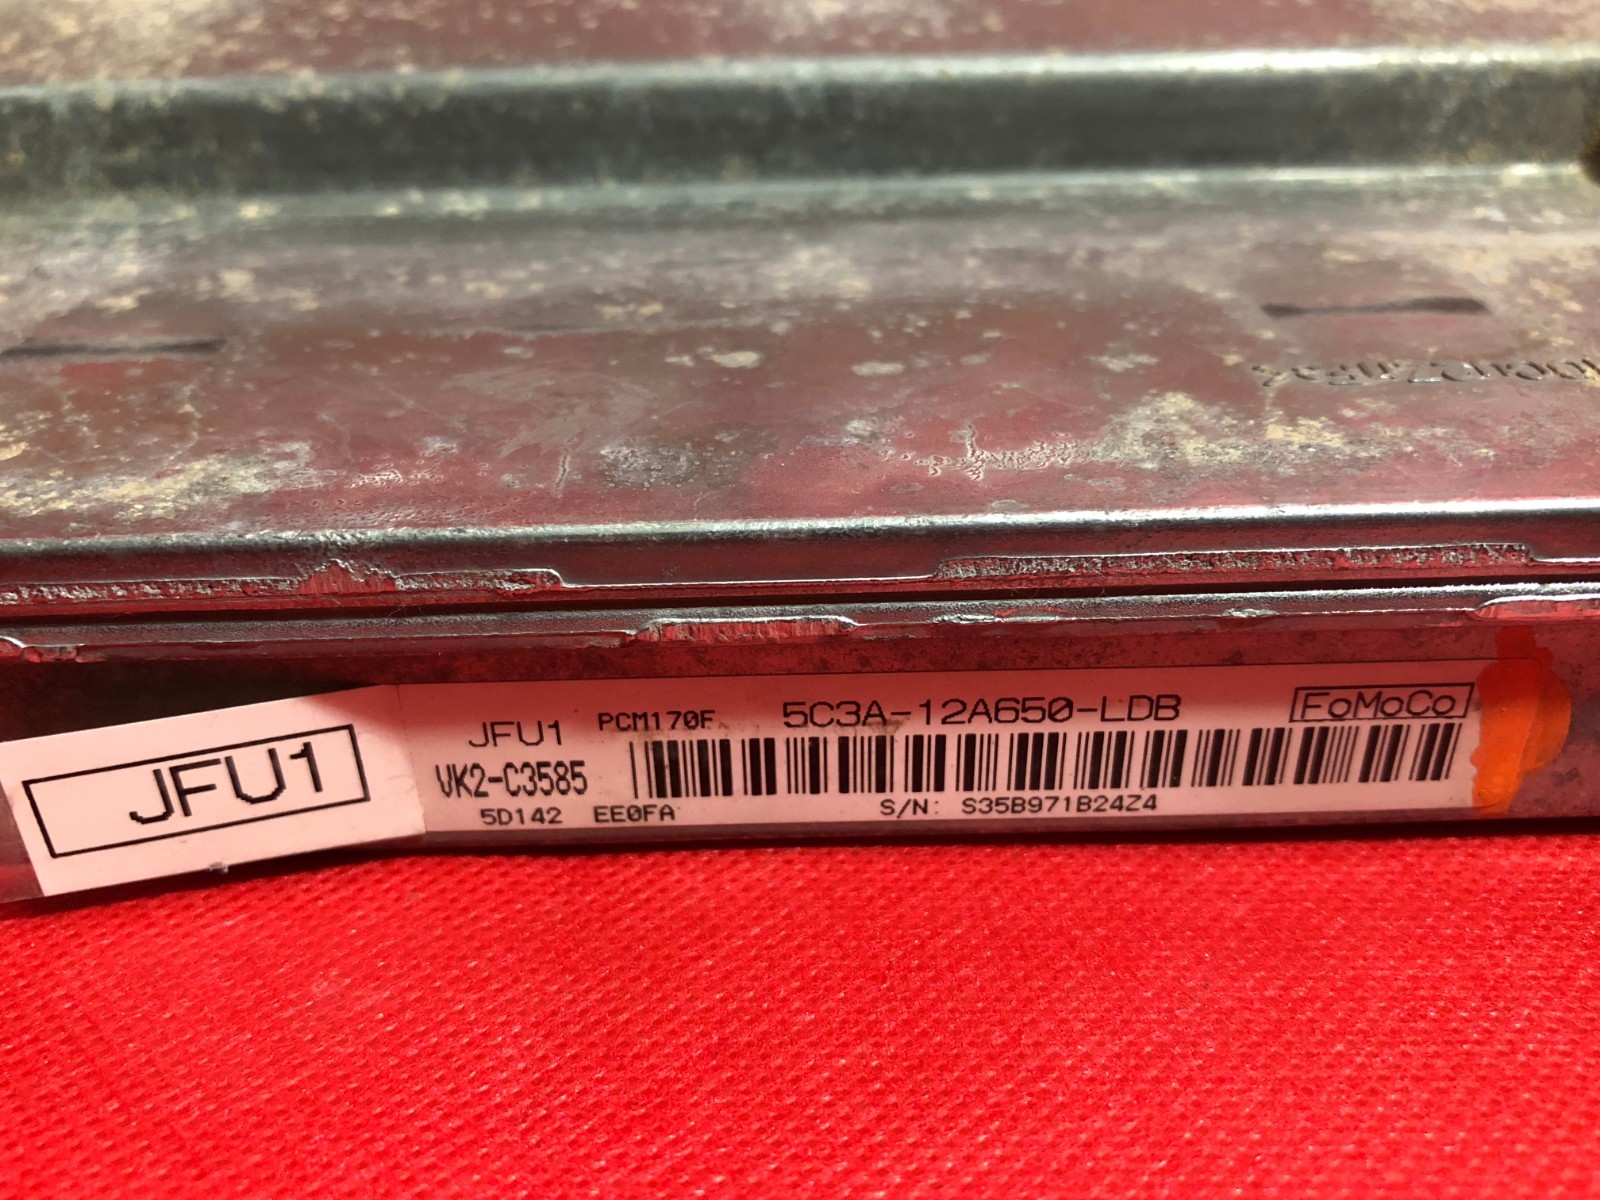 JFU1
JFU1 PCM170F 5C3A-12A650-LDB FoMoCo
VK2-C3585
5D142 EE0FA S/N: S35B971B24Z4